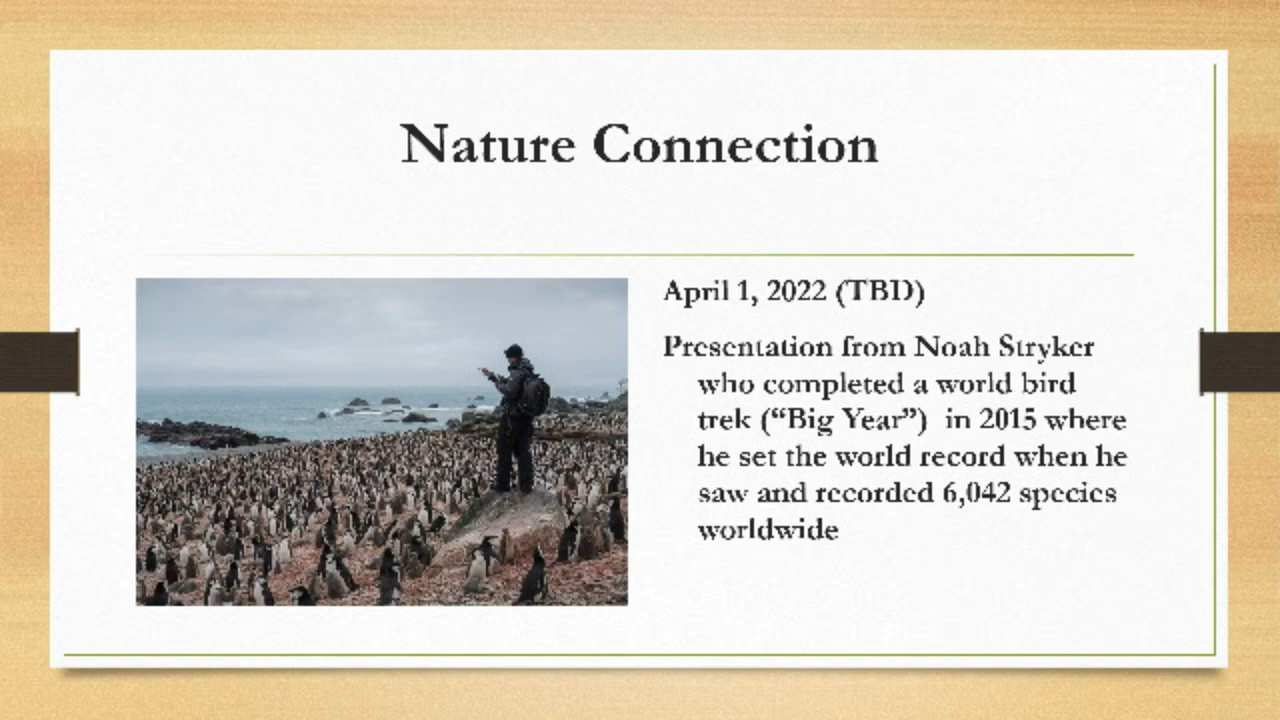 Nature Connection
April 1, 2022 (TBD)
Presentation from Noah Stryker
who completed a world bird
trek (“Big Year”)  in 2015 where
he set the world record when he
saw and recorded 6,042 species
worldwide